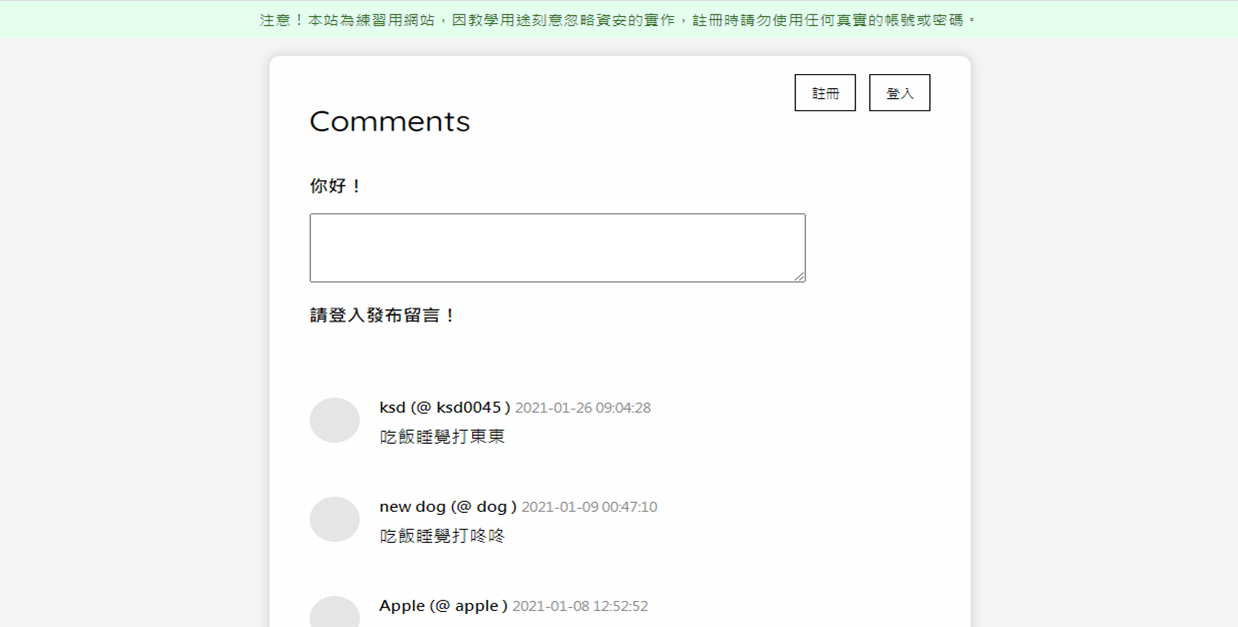 注意！本站為練習用網站，因教學用途刻意忽略資安的實作，註冊時請勿使用任何真實的帳號或密碼。
註冊 登入
Comments
你好！
請登入發布留言！
ksd (@ ksd0045 ) 2021-01-26 09:04:28
吃飯睡覺打東東
new dog (@ dog ) 2021-01-09 00:47:10
吃飯睡覺打咚咚
Apple (@ apple ) 2021-01-08 12:52:52